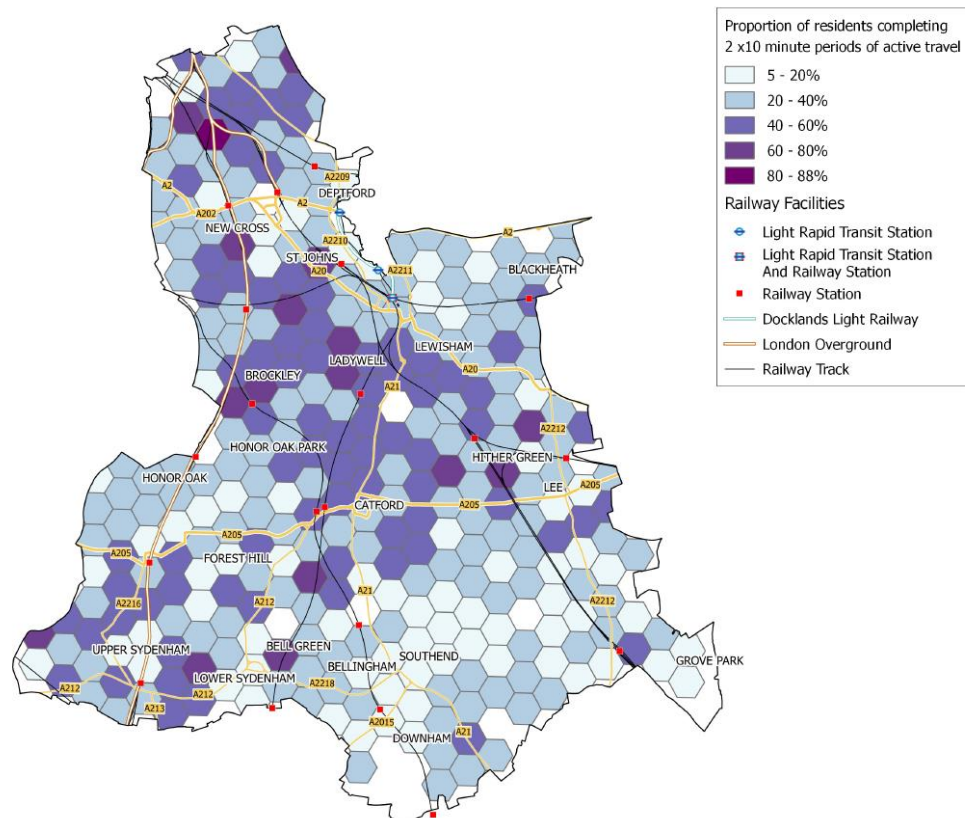 Proportion of residents completing
2 x10 minute periods of active travel
5 - 20%
20 - 40%
40 - 60%
60 - 80%
80 - 88%
Railway Facilities
Light Rapid Transit Station
Light Rapid Transit Station
And Railway Station
Railway Station
Docklands Light Railway
London Overground
Railway Track
A2209
A2
DEPTFORD
A2
A202
NEW CROSS
A2210
A2
ST JOHNS
A20
A2211
BLACKHEATH
LEWISHAM
LADYWELL
A20
BROCKLEY
A21
A2212
HONOR OAK PARK
HITHER GREEN
HONOR OAK
A205
LEE
CATFORD
A205
A205
A205
FOREST HILL
A21
A2216
A212
A2212
UPPER SYDENHAM
BELL GREEN
SOUTHEND
GROVE PARK
BELLINGHAM
LOWER SYDENHAM
A212
A212
A2218
A213
A2015
A21
DOWNHAM